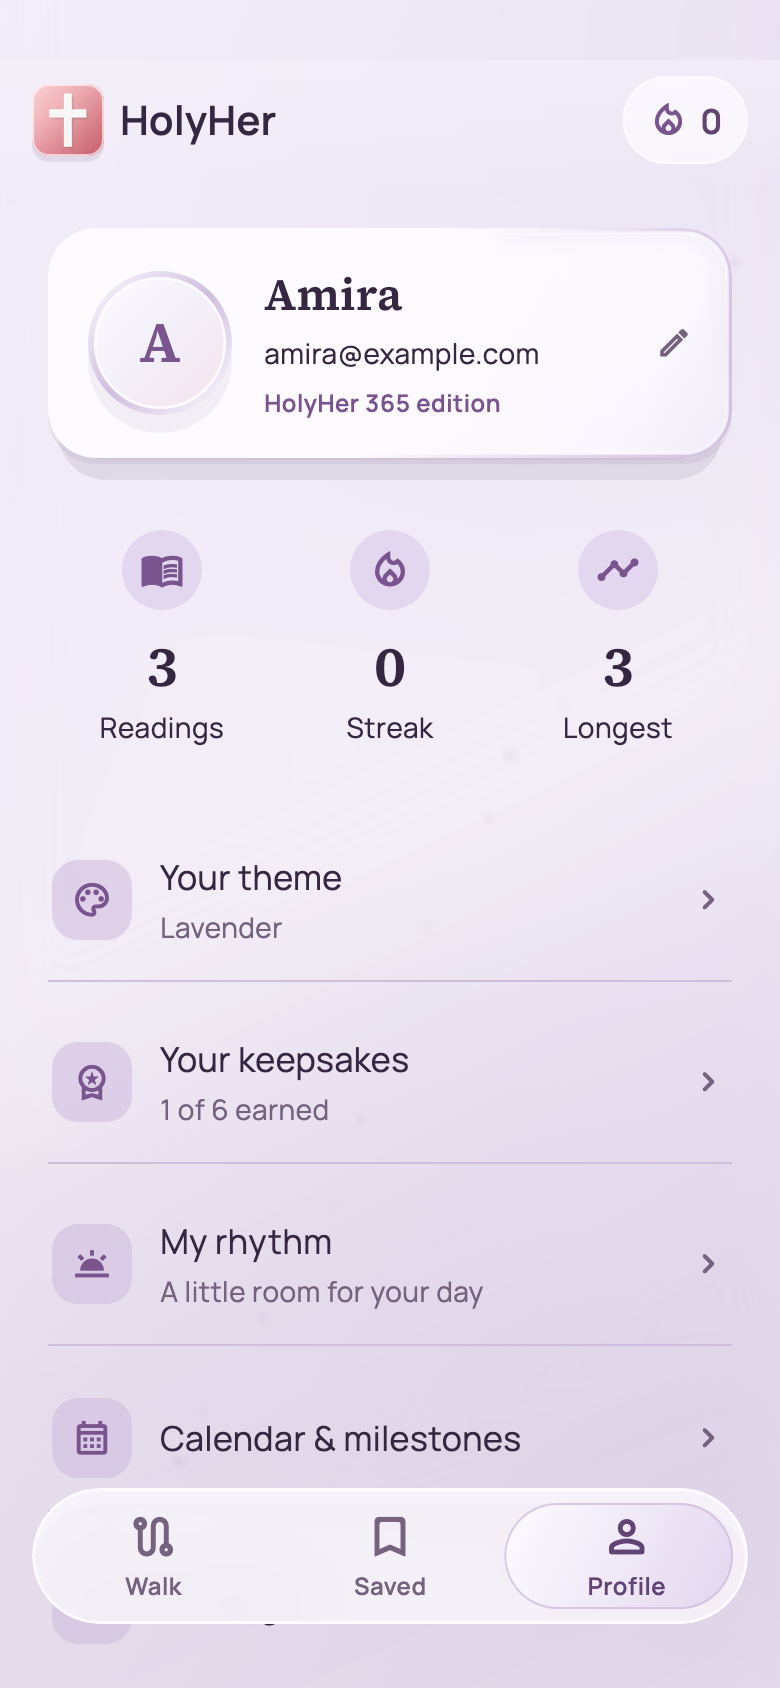 HolyHer
0
A
Amira
amira@example.com
HolyHer 365 edition
3
0
3
Readings
Streak
Longest
Your theme
Lavender
Your keepsakes
1 of 6 earned
My rhythm
A little room for your day
Calendar & milestones
Walk
Saved
Profile